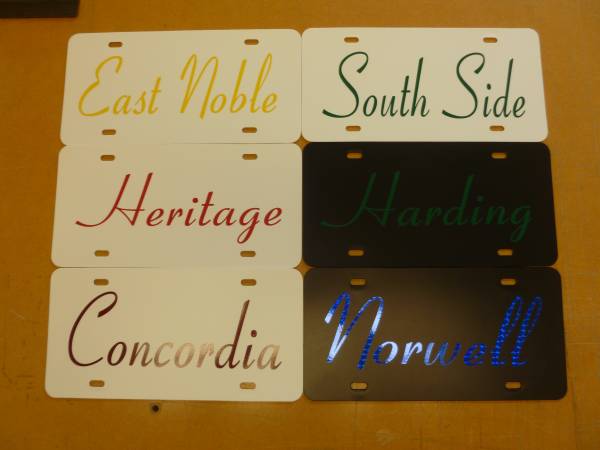 East Noble
South Side
Heritage
Harding
Concordia
Norwell